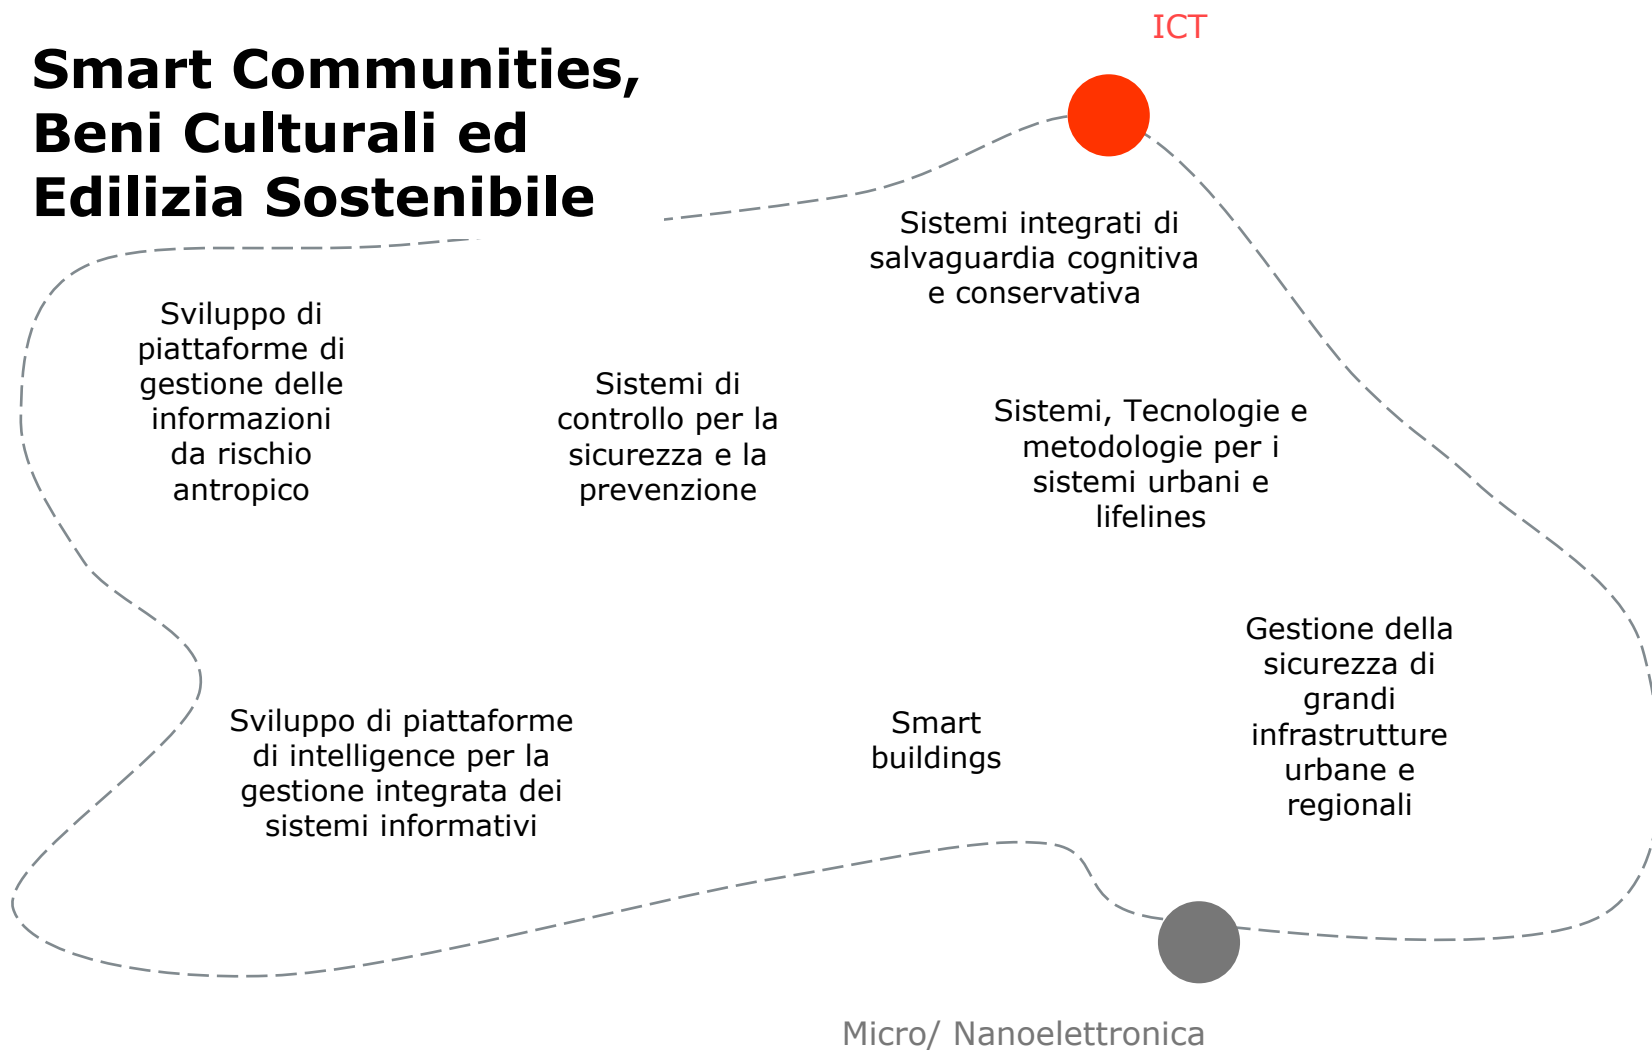 ICT
Smart Communities,
Beni Culturali ed
Edilizia Sostenibile
Sistemi integrati di
salvaguardia cognitiva
e conservativa
Sviluppo di
piattaforme di
gestione delle
informazioni
da rischio
antropico
Sistemi di
controllo per la
sicurezza e la
prevenzione
Sistemi, Tecnologie e
metodologie per i
sistemi urbani e
lifelines
Gestione della
sicurezza di
grandi
infrastrutture
urbane e
regionali
Sviluppo di piattaforme
di intelligence per la
gestione integrata dei
sistemi informativi
Smart
buildings
Micro/ Nanoelettronica